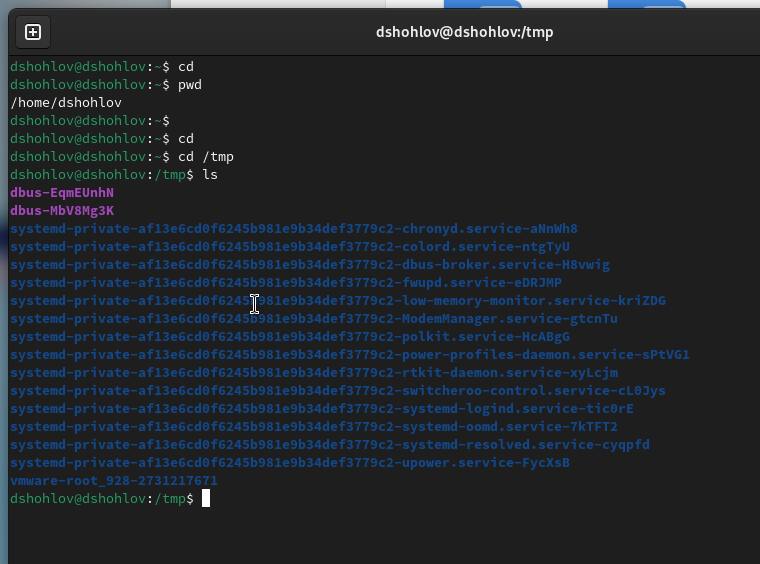 dshohlov@dshohlov:/tmp
dshohlov@dshohlov:~$ cd
dshohlov@dshohlov:~$ pwd
/home/dshohlov
dshohlov@dshohlov:~$
dshohlov@dshohlov:~$ cd
dshohlov@dshohlov:~$ cd /tmp
dshohlov@dshohlov:/tmp$ ls
dbus-EqmEUnhN
dbus-MbV8Mg3K
systemd-private-af13e6cd0f6245b981e9b34def3779c2-chronyd.service-aNnWh8
systemd-private-af13e6cd0f6245b981e9b34def3779c2-colord.service-ntgTyU
systemd-private-af13e6cd0f6245b981e9b34def3779c2-dbus-broker.service-H8vwig
systemd-private-af13e6cd0f6245b981e9b34def3779c2-fwupd.service-eDRJMP
systemd-private-af13e6cd0f6245b981e9b34def3779c2-low-memory-monitor.service-kriZDG
systemd-private-af13e6cd0f6245b981e9b34def3779c2-ModemManager.service-gtcnTu
systemd-private-af13e6cd0f6245b981e9b34def3779c2-polkit.service-HcABgG
systemd-private-af13e6cd0f6245b981e9b34def3779c2-power-profiles-daemon.service-sPtVG1
systemd-private-af13e6cd0f6245b981e9b34def3779c2-rtkit-daemon.service-xyLcjm
systemd-private-af13e6cd0f6245b981e9b34def3779c2-switcheroo-control.service-cL0Jys
systemd-private-af13e6cd0f6245b981e9b34def3779c2-systemd-logind.service-tic0rE
systemd-private-af13e6cd0f6245b981e9b34def3779c2-systemd-oomd.service-7kTFT2
systemd-private-af13e6cd0f6245b981e9b34def3779c2-systemd-resolved.service-cyqpfd
systemd-private-af13e6cd0f6245b981e9b34def3779c2-upower.service-FycXsB
vmware-root_928-2731217671
dshohlov@dshohlov:/tmp$